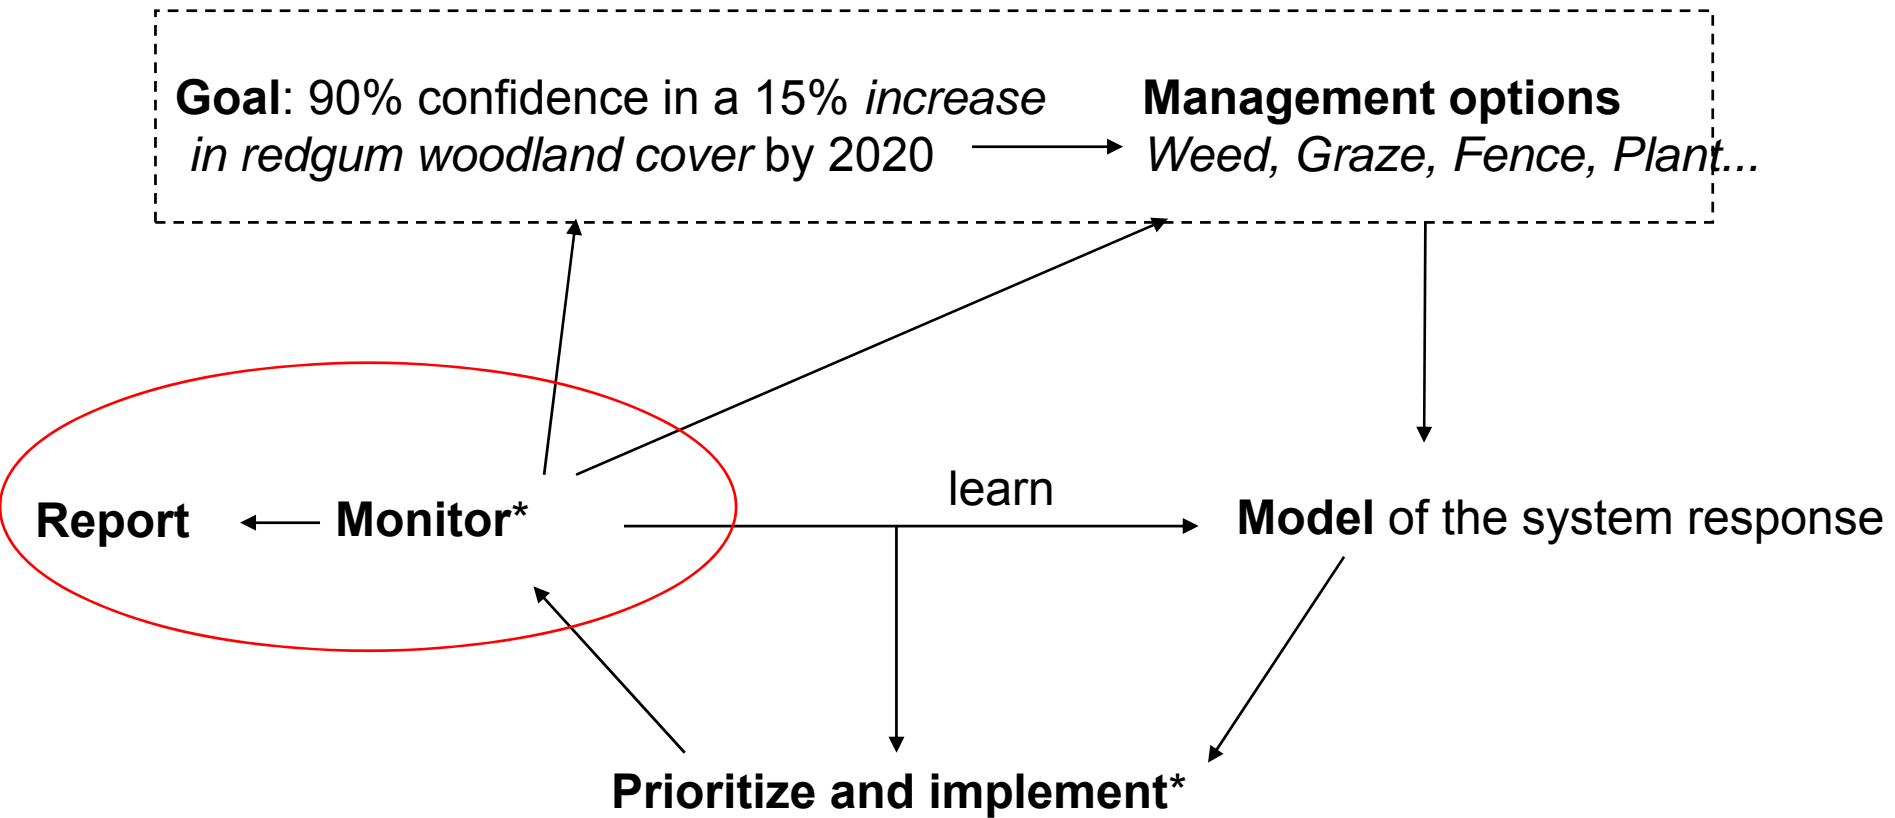 Goal: 90% confidence in a 15% increase
in redgum woodland cover by 2020
Management options
Weed, Graze, Fence, Plant...
learn
Report
Monitor*
Model of the system response
Prioritize and implement*